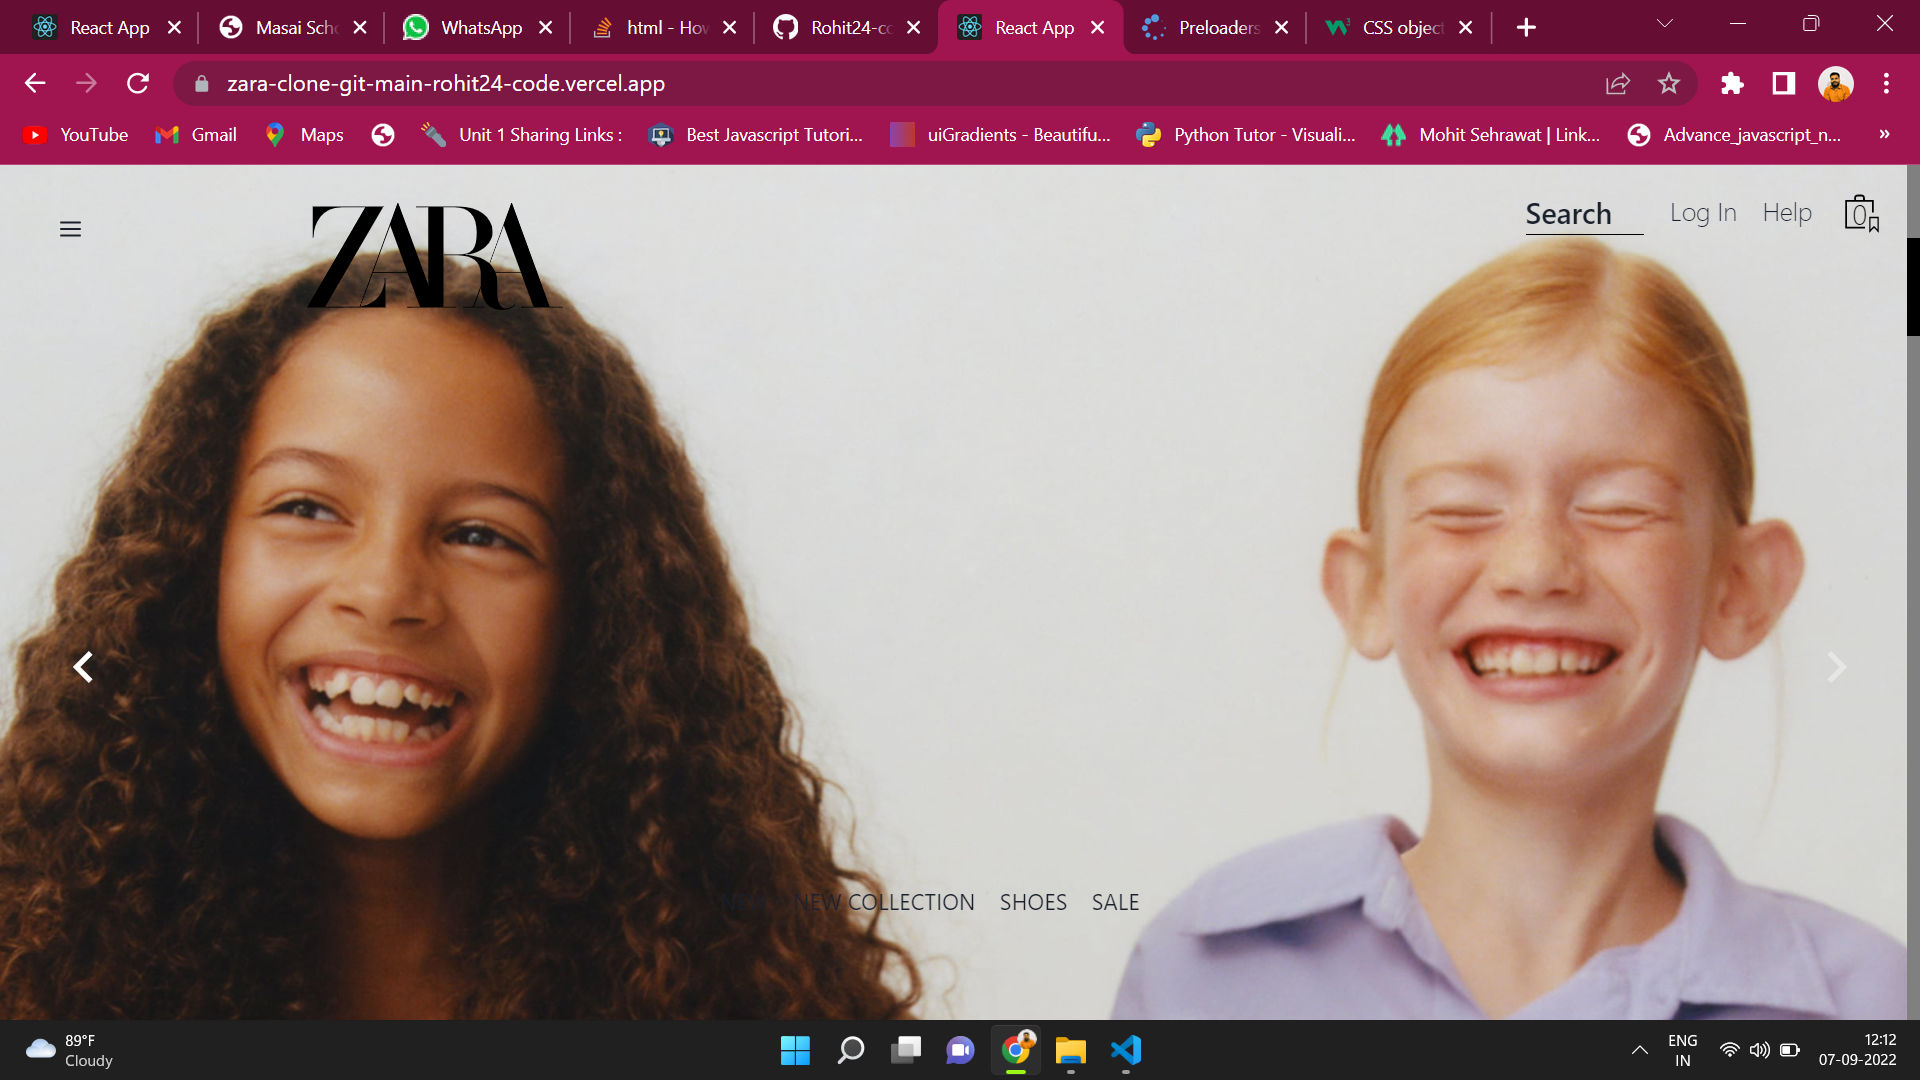 React App
Masai Sch
WhatsApp
html - How
Rohit24-co
React App
Preloaders
CSS object
zara-clone-git-main-rohit24-code.vercel.app
YouTube
Gmail
Maps
Unit 1 Sharing Links :
Best Javascript Tutori...
uiGradients - Beautifu...
Python Tutor - Visuali...
Mohit Sehrawat | Link...
Advance_javascript_n...
»
ZARA
Search
Log In
Help
0
NEW COLLECTION
SHOES
SALE
89°F
Cloudy
ENG
IN
12:12
07-09-2022